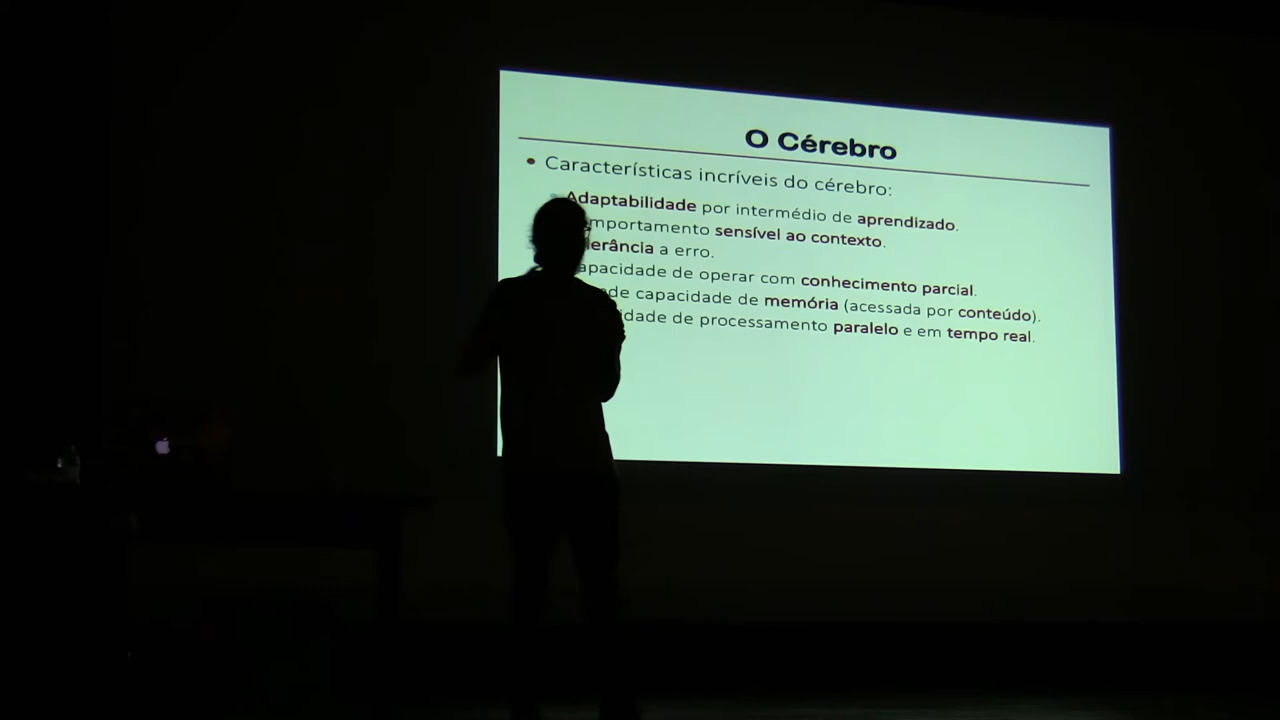 O Cérebro
• Características incríveis do cérebro:
Adaptabilidade por intermédio de aprendizado.
mportamento sensível ao contexto.
lerância a erro.
apacidade de operar com conhecimento parcial.
de capacidade de memória (acessada por conteúdo).
idade de processamento paralelo e em tempo real.